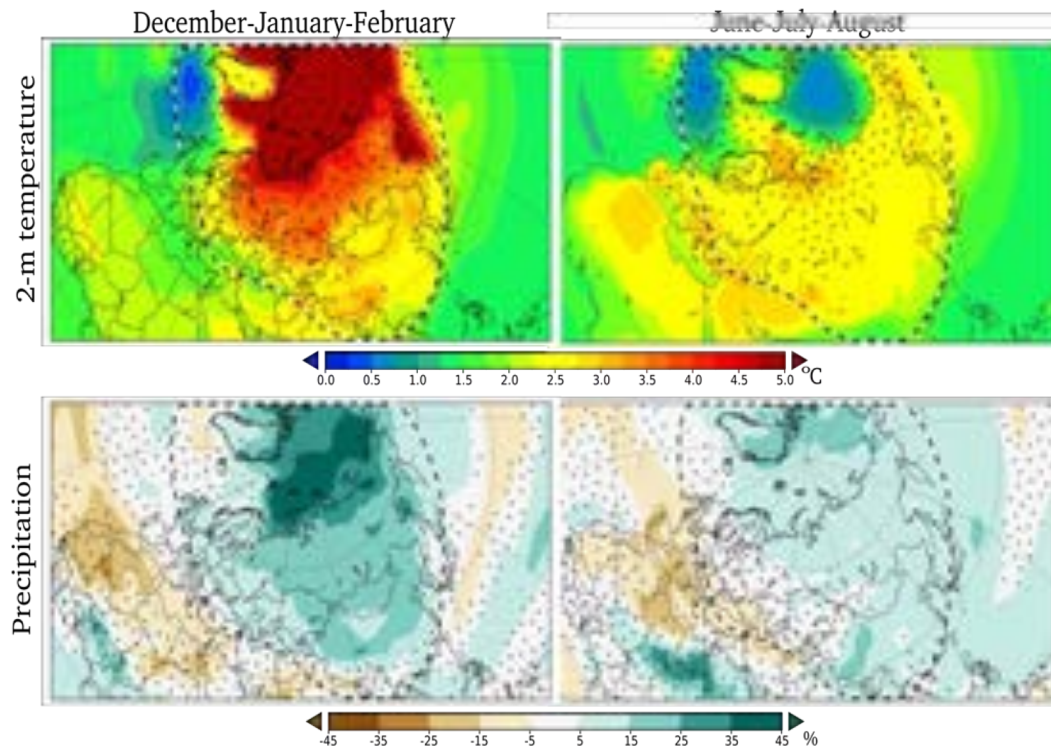 December-January-February
June-July-August
2-m temperature
0.0 0.5 1.0 1.5 2.0 2.5 3.0 3.5 4.0 4.5 5.0 °C
Precipitation
-45 -35 -25 -15 -5 5 15 25 35 45 %